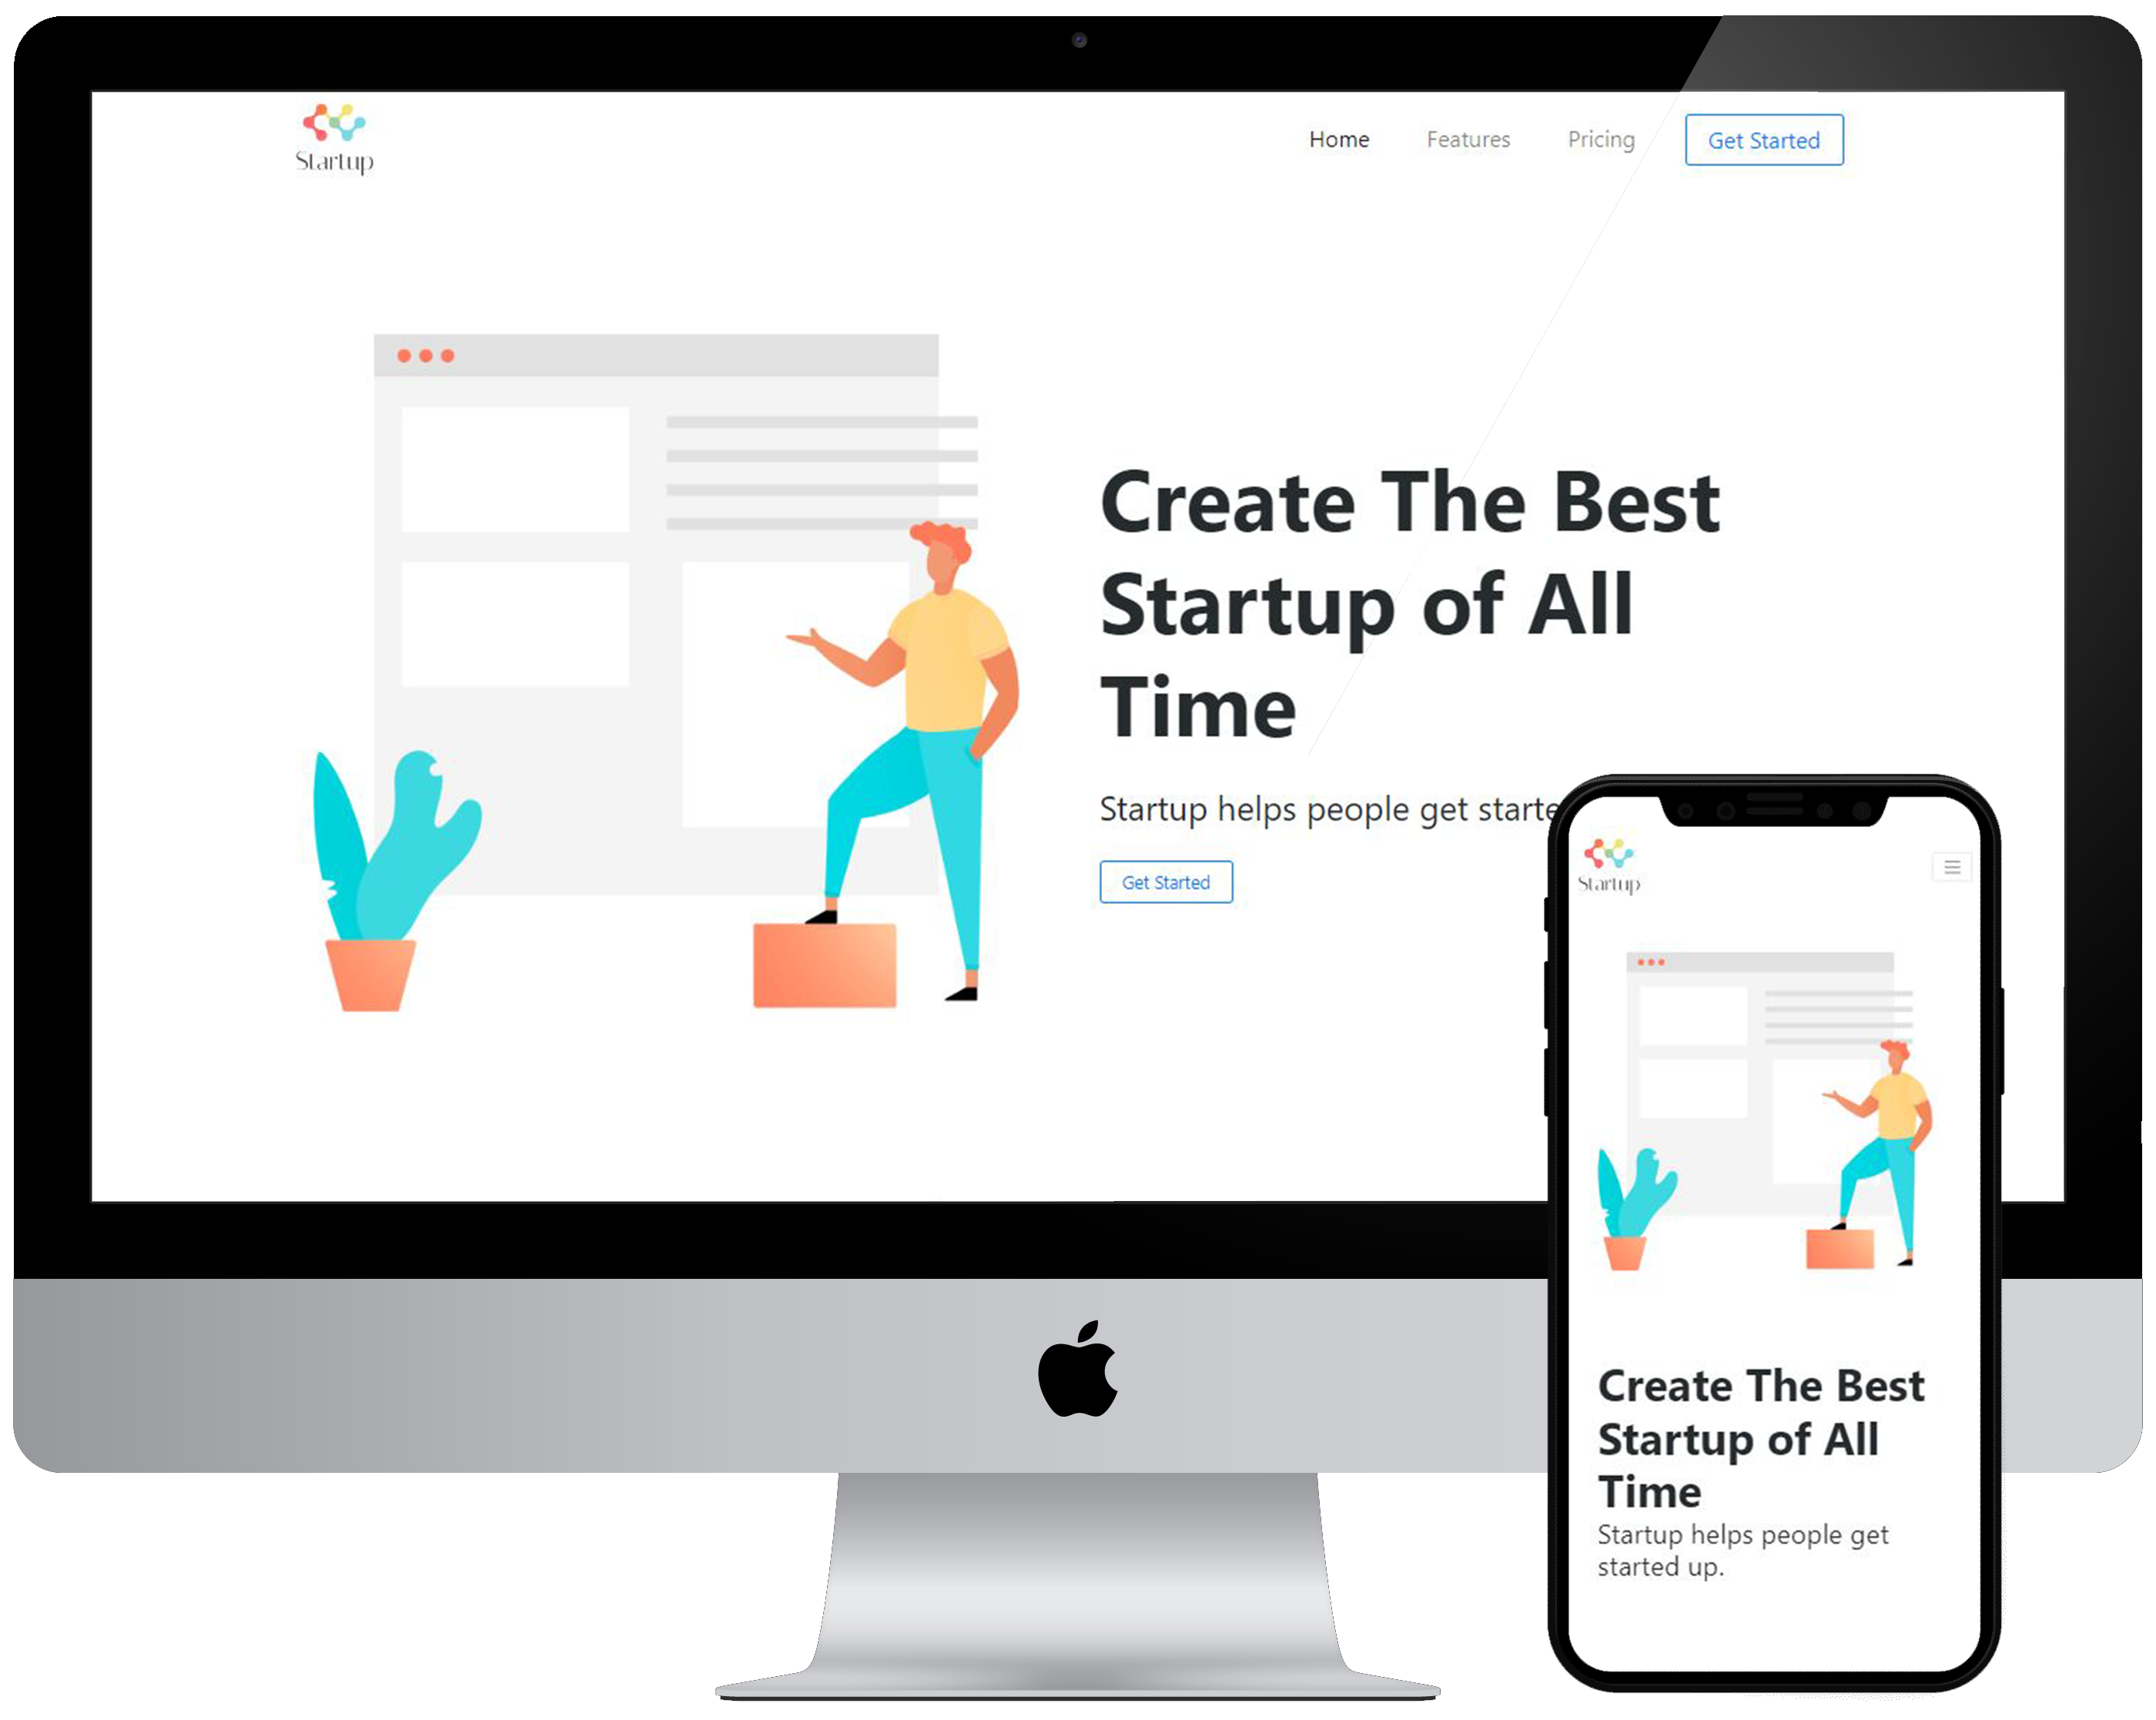 Startup
Home Features Pricing Get Started
Create The Best
Startup of All
Time
Startup helps people get starte
Get Started
Startup
Create The Best
Startup of All
Time
Startup helps people get
started up.